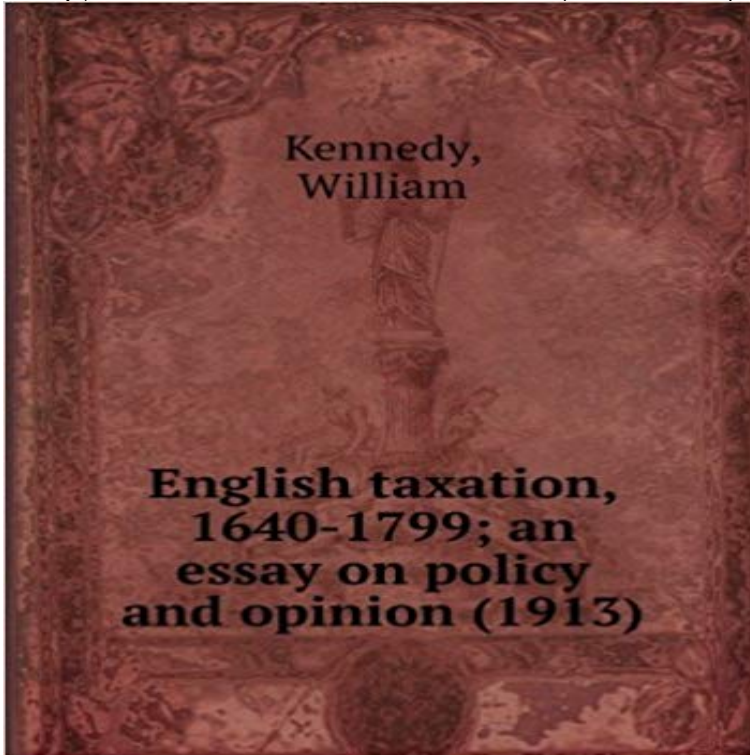 Kennedy,
William
English taxation,
1640-1799; an
essay on policy
and opinion (1913)